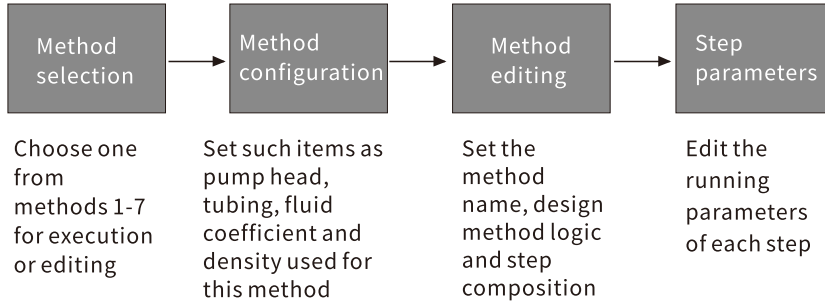 Method
selection
Method
configuration
Method
editing
Step
parameters
Choose one
from
methods 1-7
for execution
or editing
Set such items as
pump head,
tubing, fluid
coefficient and
density used for
this method
Set the
method
name, design
method logic
and step
composition
Edit the
running
parameters
of each step